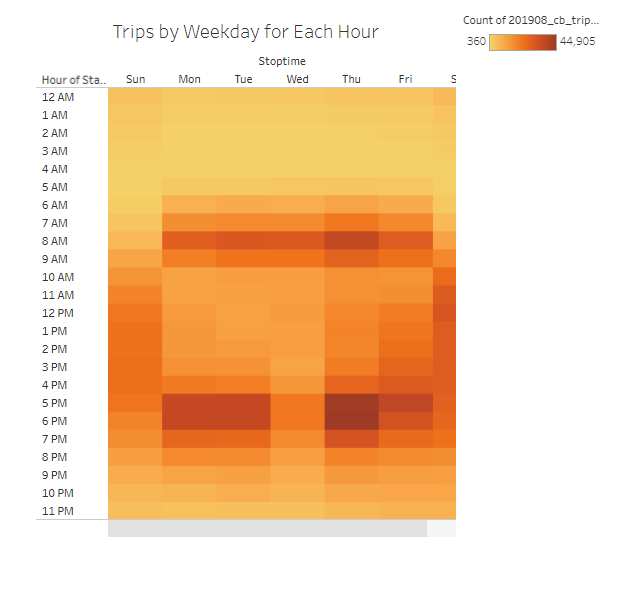 Count of 201908_cb_trip...
Trips by Weekday for Each Hour
360 44,905
Stoptime
Hour of Sta.. Sun Mon Tue Wed Thu Fri S
12 AM
1 AM
2 AM
3 AM
4 AM
5 AM
6 AM
7 AM
8 AM
9 AM
10 AM
11 AM
12 PM
1 PM
2 PM
3 PM
4 PM
5 PM
6 PM
7 PM
8 PM
9 PM
10 PM
11 PM